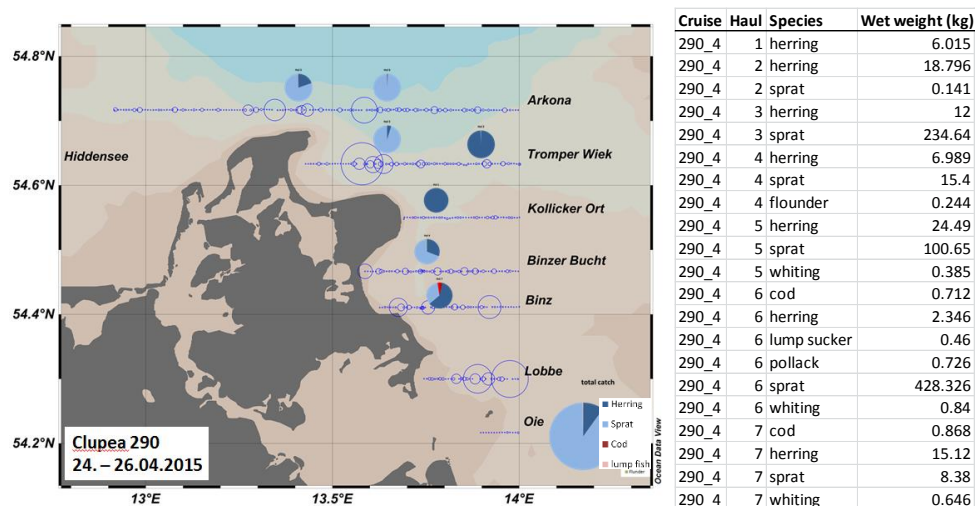 54.8°N
54.6°N
54.4°N
54.2°N
13°E
13.5°E
14°E
Arkona
Hiddensee
Tromper Wiek
Kollicker Ort
Binzer Bucht
Binz
Lobbe
Oie
total catch
Herring
Sprat
Cod
lump fish
flounder
Ocean Data View
Clupea 290
24. – 26.04.2015
Cruise Haul Species Wet weight (kg)
290_4 1 herring 6.015
290_4 2 herring 18.796
290_4 2 sprat 0.141
290_4 3 herring 12
290_4 3 sprat 234.64
290_4 4 herring 6.989
290_4 4 sprat 15.4
290_4 4 flounder 0.244
290_4 5 herring 24.49
290_4 5 sprat 100.65
290_4 5 whiting 0.385
290_4 6 cod 0.712
290_4 6 herring 2.346
290_4 6 lump sucker 0.46
290_4 6 pollack 0.726
290_4 6 sprat 428.326
290_4 6 whiting 0.84
290_4 7 cod 0.868
290_4 7 herring 15.12
290_4 7 sprat 8.38
290_4 7 whiting 0.646